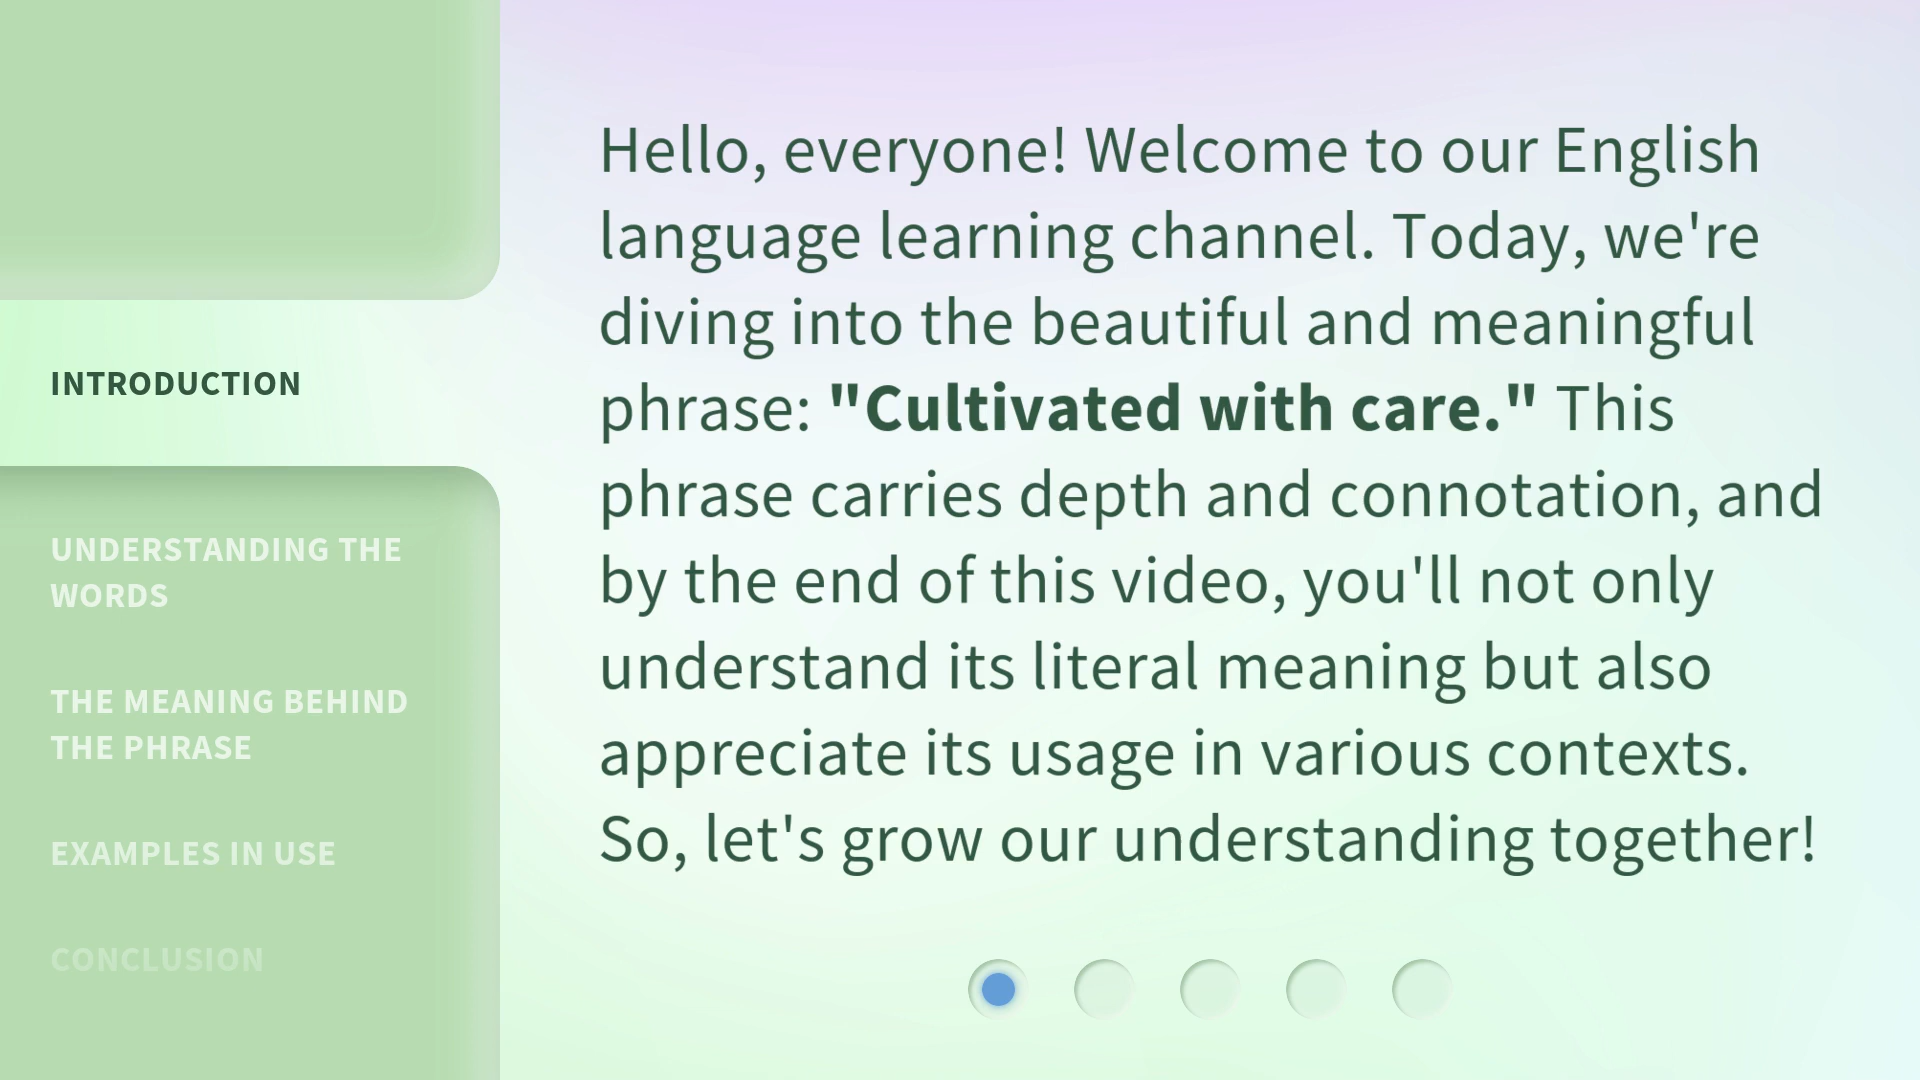 INTRODUCTION
UNDERSTANDING THE
WORDS
THE MEANING BEHIND
THE PHRASE
EXAMPLES IN USE
CONCLUSION
Hello, everyone! Welcome to our English
language learning channel. Today, we're
diving into the beautiful and meaningful
phrase: "Cultivated with care." This
phrase carries depth and connotation, and
by the end of this video, you'll not only
understand its literal meaning but also
appreciate its usage in various contexts.
So, let's grow our understanding together!